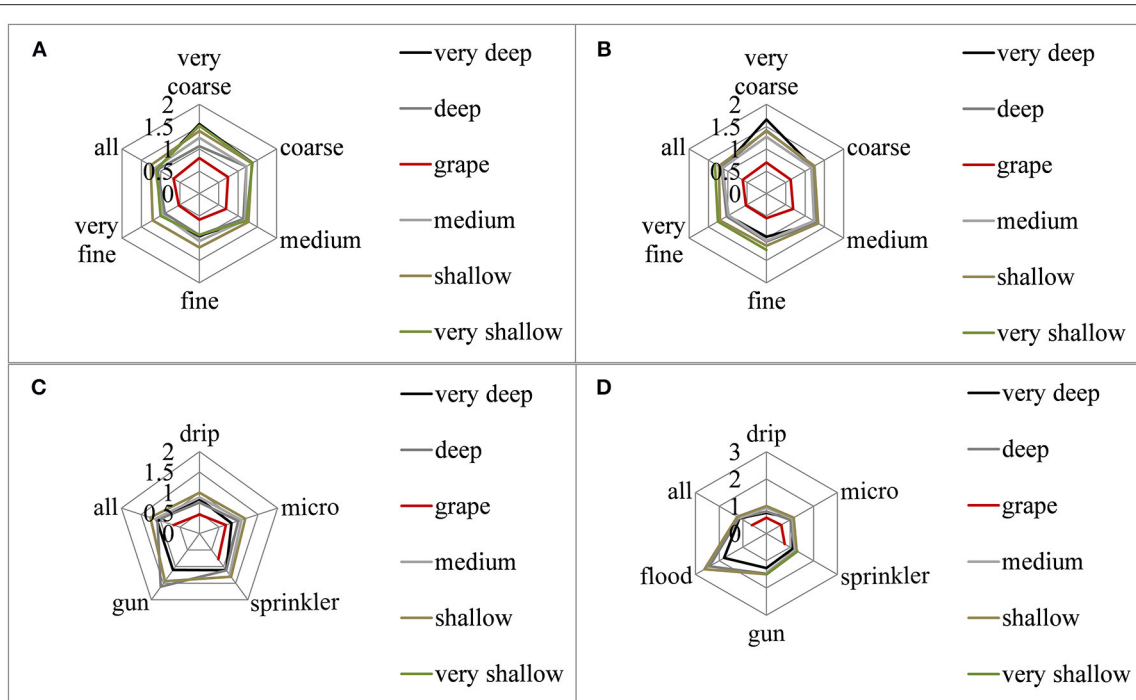 A
very
coarse
2
1.5
1
0.5
0
all
coarse
very
fine
medium
fine
very deep
deep
grape
medium
shallow
very shallow
B
very
coarse
2
1.5
1
0.5
0
all
coarse
very
fine
medium
fine
very deep
deep
grape
medium
shallow
very shallow
C
drip
2
1.5
1
0.5
0
all
micro
gun
sprinkler
very deep
deep
grape
medium
shallow
very shallow
D
drip
3
2
1
0
all
micro
flood
sprinkler
gun
very deep
deep
grape
medium
shallow
very shallow